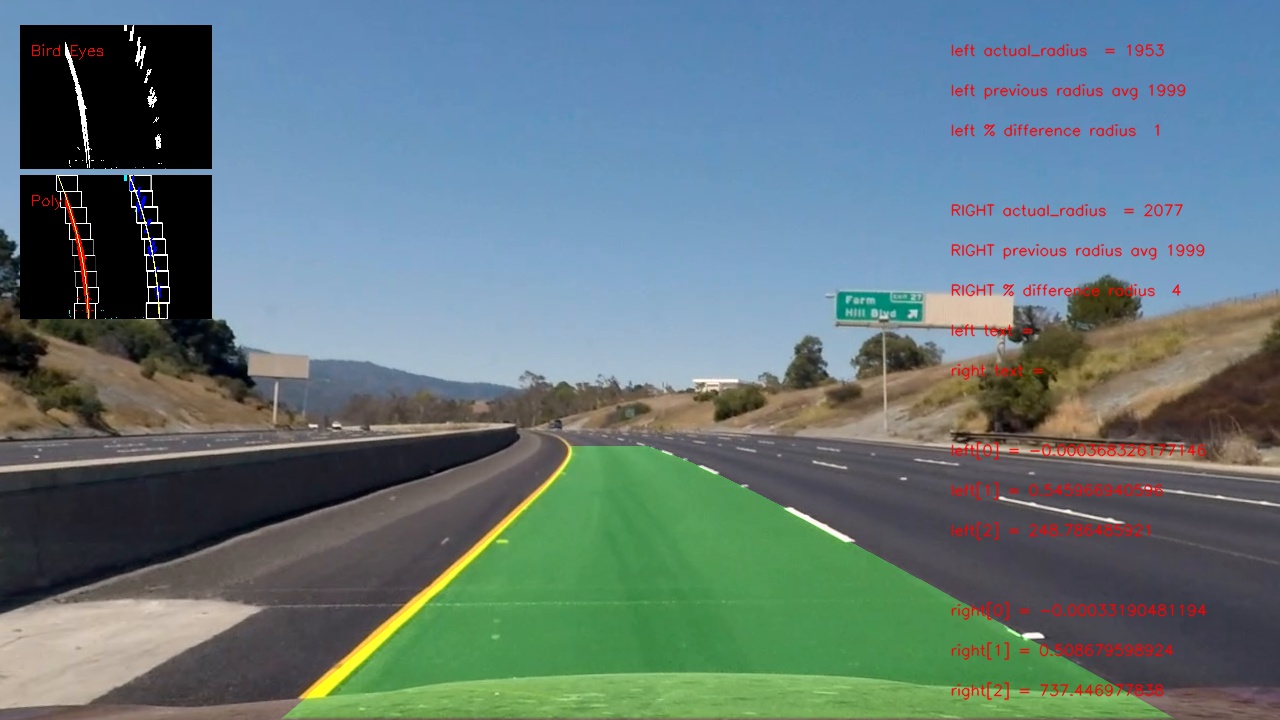 Bird Eyes
Poly
left actual_radius = 1953
left previous radius avg 1999
left % difference radius 1
RIGHT actual_radius = 2077
RIGHT previous radius avg 1999
RIGHT % difference radius 4
EXIT 27
Farm
Hill Blvd
left text =
right text =
left[0] = -0.000368326177146
left[1] = 0.545966940596
left[2] = 248.786485921
right[0] = -0.00033190481194
right[1] = 0.508679598924
right[2] = 737.446977838